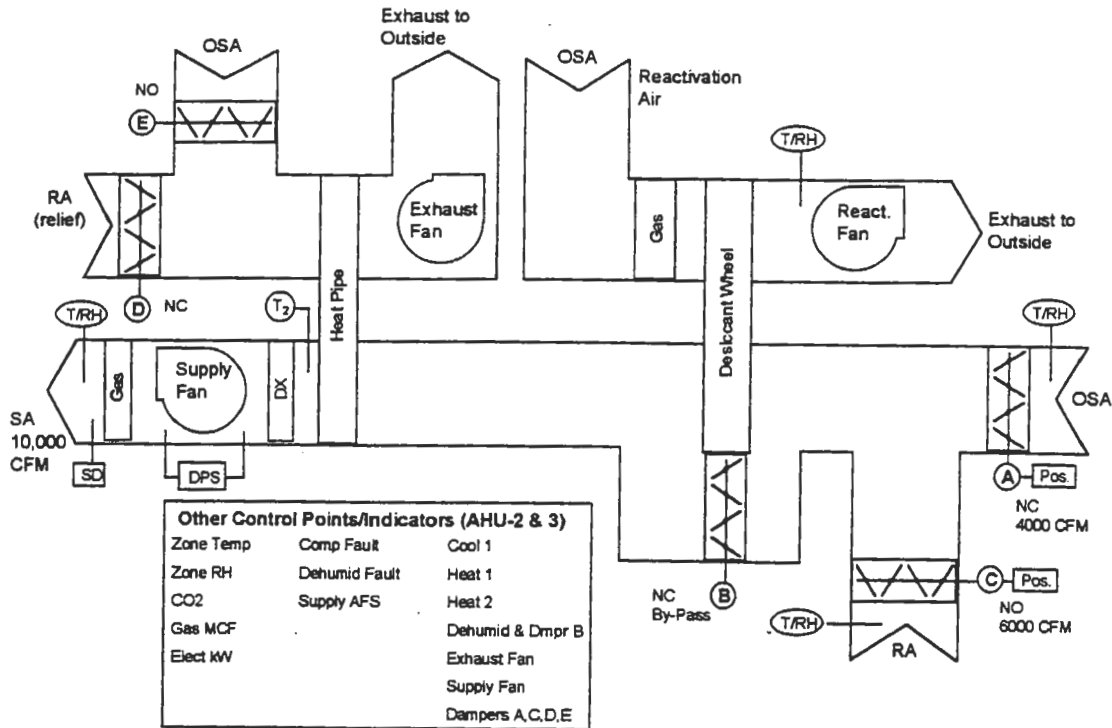 Exhaust to
Outside
OSA
OSA
Reactivation
Air
NO
E
T/RH
RA
(relief)
Exhaust
Fan
Gas
React.
Fan
Exhaust to
Outside
D
NC
T2
Heat Pipe
Desiccant Wheel
T/RH
T/RH
Gas
Supply
Fan
DX
OSA
SA
10,000
CFM
SD
DPS
A
Pos.
NC
4000 CFM
Other Control Points/Indicators (AHU-2 & 3)
Zone Temp Comp Fault Cool 1
Zone RH Dehumid Fault Heat 1
CO2 Supply AFS Heat 2
Gas MCF Dehumid & Dmpr B
Elect kW Exhaust Fan
Supply Fan
Dampers A,C,D,E
NC
By-Pass
B
C
Pos.
NO
6000 CFM
T/RH
RA